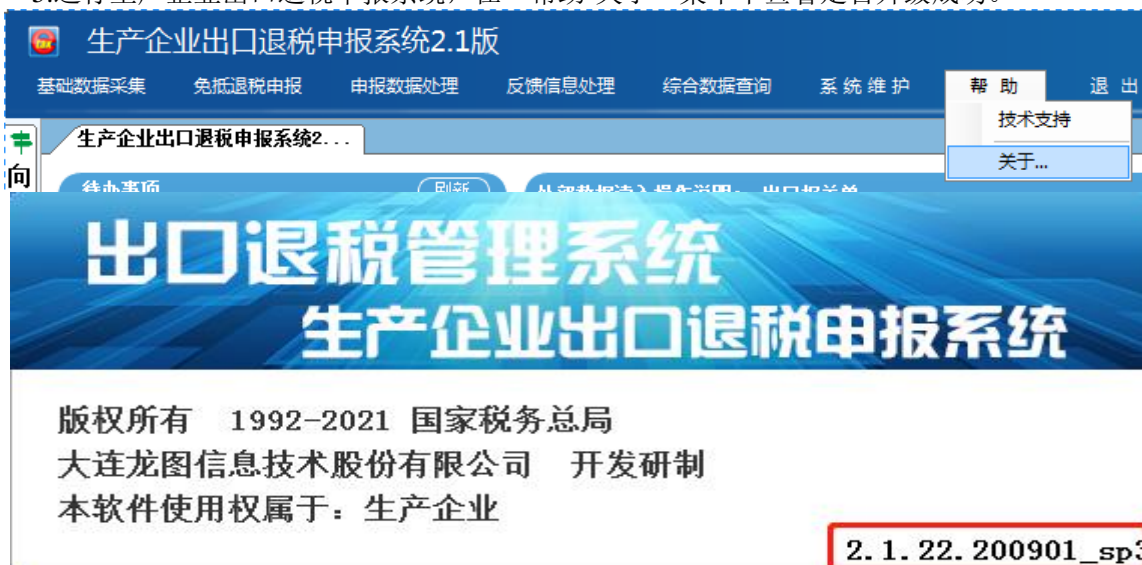 生产企业出口退税申报系统2.1版
基础数据采集 免抵退税申报 申报数据处理 反馈信息处理 综合数据查询 系统维护 帮助 退出
技术支持
生产企业出口退税申报系统2...
关于...
向
待办事项 刷新
出口退税管理系统
生产企业出口退税申报系统
版权所有 1992-2021 国家税务总局
大连龙图信息技术股份有限公司 开发研制
本软件使用权属于：生产企业
2.1.22.200901_sp3